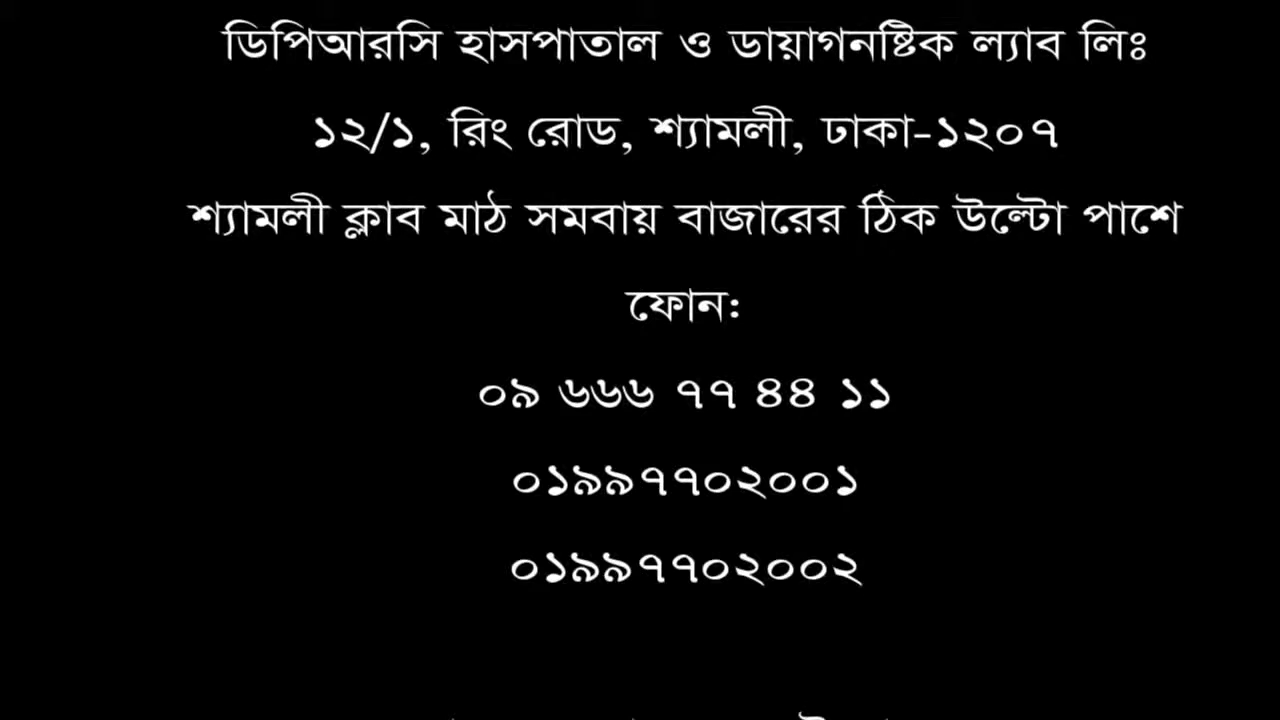 ডিপিআরসি হাসপাতাল ও ডায়াগনষ্টিক ল্যাব লিঃ
১২/১, রিং রোড, শ্যামলী, ঢাকা-১২০৭
শ্যামলী ক্লাব মাঠ সমবায় বাজারের ঠিক উল্টো পাশে
ফোন:
০৯ ৬৬৬ ৭৭ ৪৪ ১১
০১৯৯৭৭০২০০১
০১৯৯৭৭০২০০২